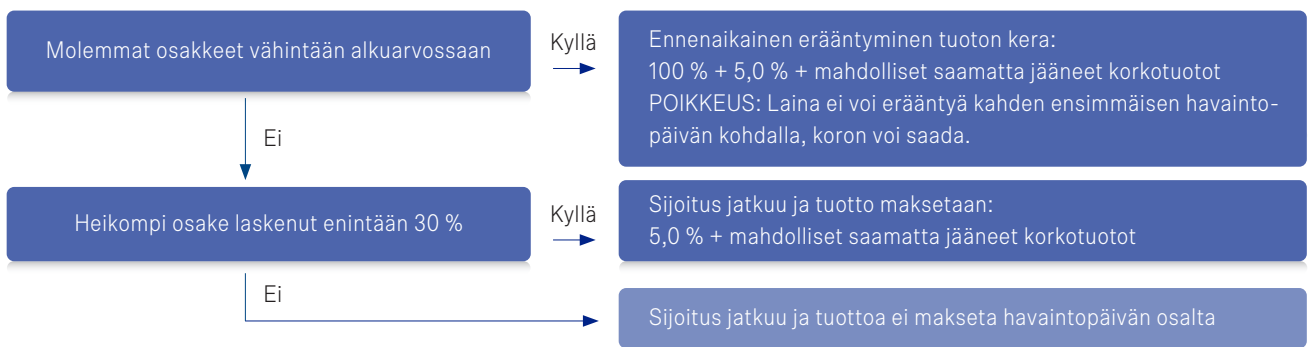 Molemmat osakkeet vähintään alkuarvossaan
Kyllä
Ennenaikainen erääntyminen tuoton kera:
100 % + 5,0 % + mahdolliset saamatta jääneet korkotuotot
POIKKEUS: Laina ei voi erääntyä kahden ensimmäisen havainto-
päivän kohdalla, koron voi saada.
Ei
Heikompi osake laskenut enintään 30 %
Kyllä
Sijoitus jatkuu ja tuotto maksetaan:
5,0 % + mahdolliset saamatta jääneet korkotuotot
Ei
Sijoitus jatkuu ja tuottoa ei makseta havaintopäivän osalta